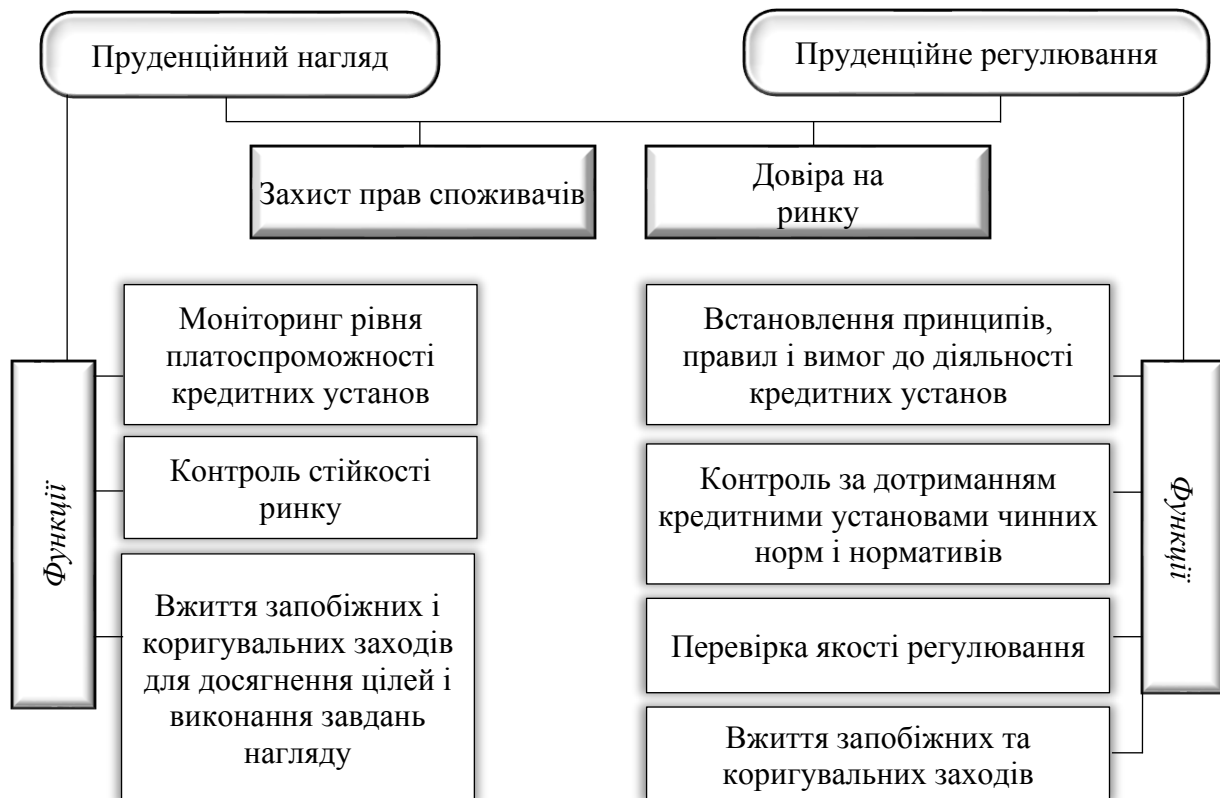 Пруденційний нагляд
Пруденційне регулювання
Захист прав споживачів
Довіра на
ринку
Функції
Моніторинг рівня
платоспроможності
кредитних установ
Контроль стійкості
ринку
Вжиття запобіжних і
коригувальних заходів
для досягнення цілей і
виконання завдань
нагляду
Встановлення принципів,
правил і вимог до діяльності
кредитних установ
Контроль за дотриманням
кредитними установами чинних
норм і нормативів
Перевірка якості регулювання
Вжиття запобіжних та
коригувальних заходів
Функції